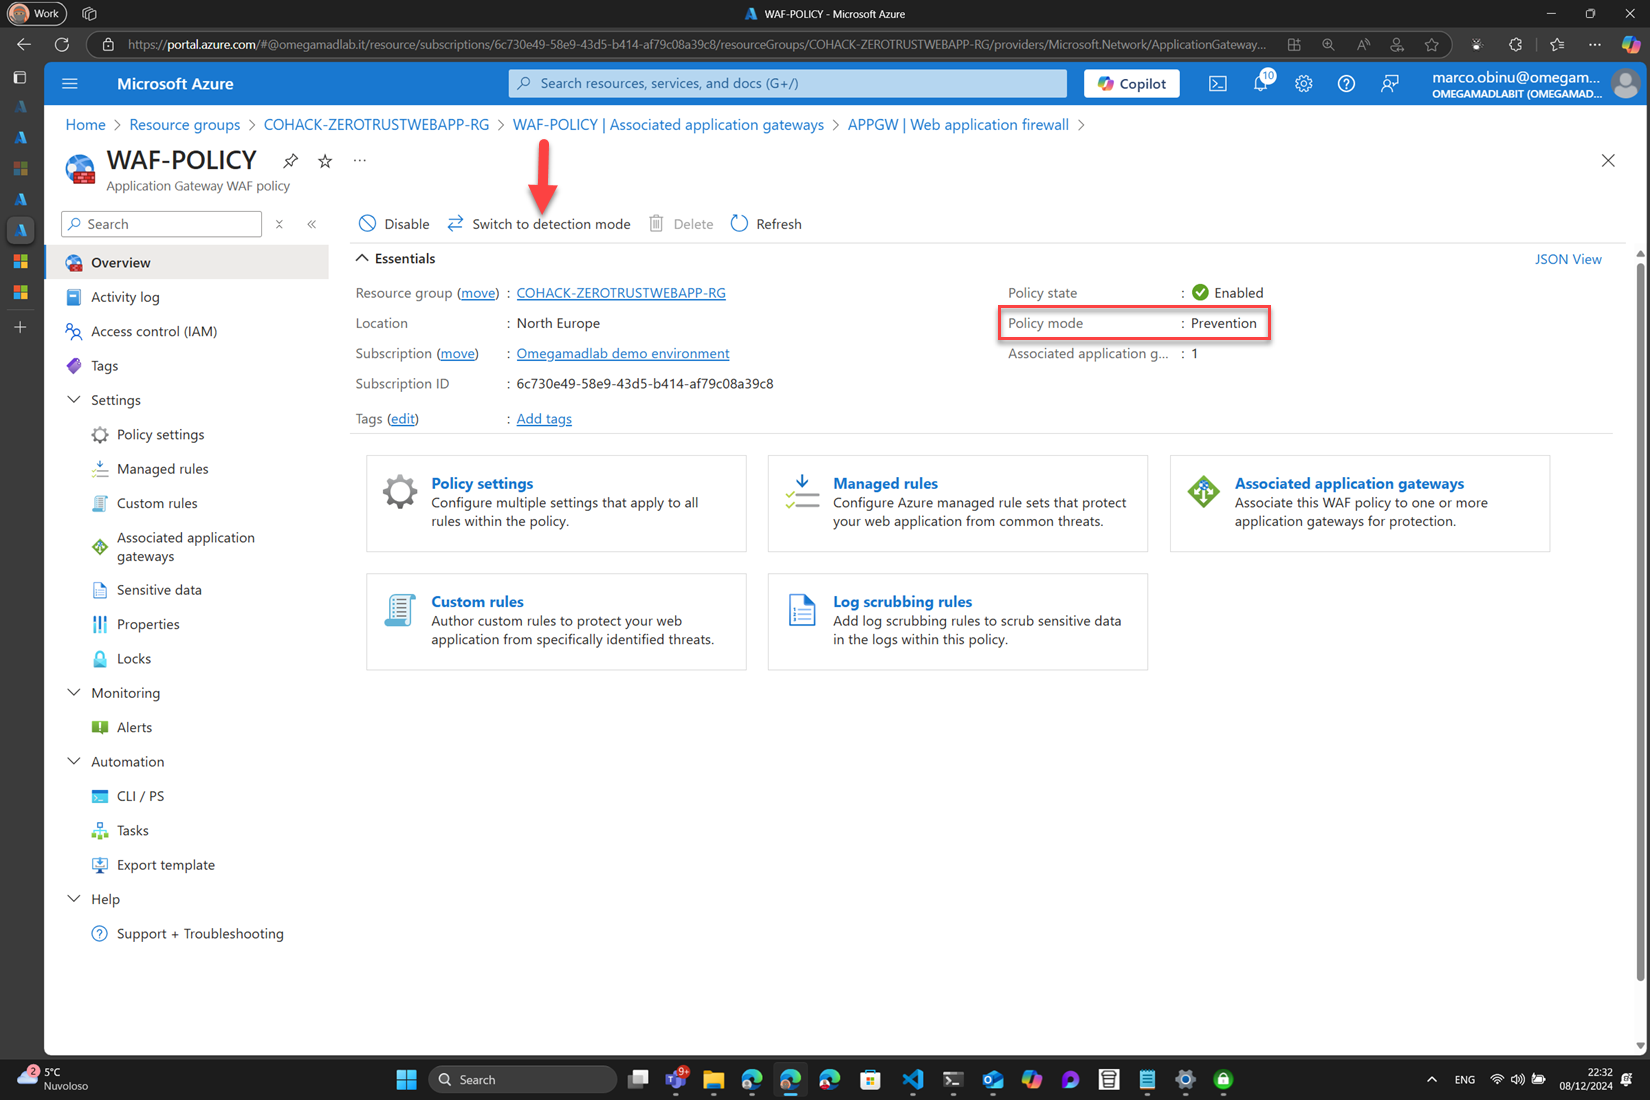 Work
WAF-POLICY - Microsoft Azure
https://portal.azure.com/#@omegamadlab.it/resource/subscriptions/6c730e49-58e9-43d5-b414-af79c08a39c8/resourceGroups/COHACK-ZEROTRUSTWEBAPP-RG/providers/Microsoft.Network/ApplicationGateway...
Microsoft Azure
Search resources, services, and docs (G+/)
Copilot
10
marco.obinu@omegam...
OMEGAMADLABIT (OMEGAMAD...
Home > Resource groups > COHACK-ZEROTRUSTWEBAPP-RG > WAF-POLICY | Associated application gateways > APPGW | Web application firewall >
WAF-POLICY
Application Gateway WAF policy
Search
Disable
Switch to detection mode
Delete
Refresh
Overview
Activity log
Access control (IAM)
Tags
Settings
Policy settings
Managed rules
Custom rules
Associated application
gateways
Sensitive data
Properties
Locks
Monitoring
Alerts
Automation
CLI / PS
Tasks
Export template
Help
Support + Troubleshooting
Essentials
JSON View
Resource group (move) : COHACK-ZEROTRUSTWEBAPP-RG
Location : North Europe
Subscription (move) : Omegamadlab demo environment
Subscription ID : 6c730e49-58e9-43d5-b414-af79c08a39c8
Tags (edit) : Add tags
Policy state : Enabled
Policy mode : Prevention
Associated application g... : 1
Policy settings
Configure multiple settings that apply to all
rules within the policy.
Managed rules
Configure Azure managed rule sets that protect
your web application from common threats.
Associated application gateways
Associate this WAF policy to one or more
application gateways for protection.
Custom rules
Author custom rules to protect your web
application from specifically identified threats.
Log scrubbing rules
Add log scrubbing rules to scrub sensitive data
in the logs within this policy.
2
5°C
Nuvoloso
Search
9+
ENG
22:32
08/12/2024